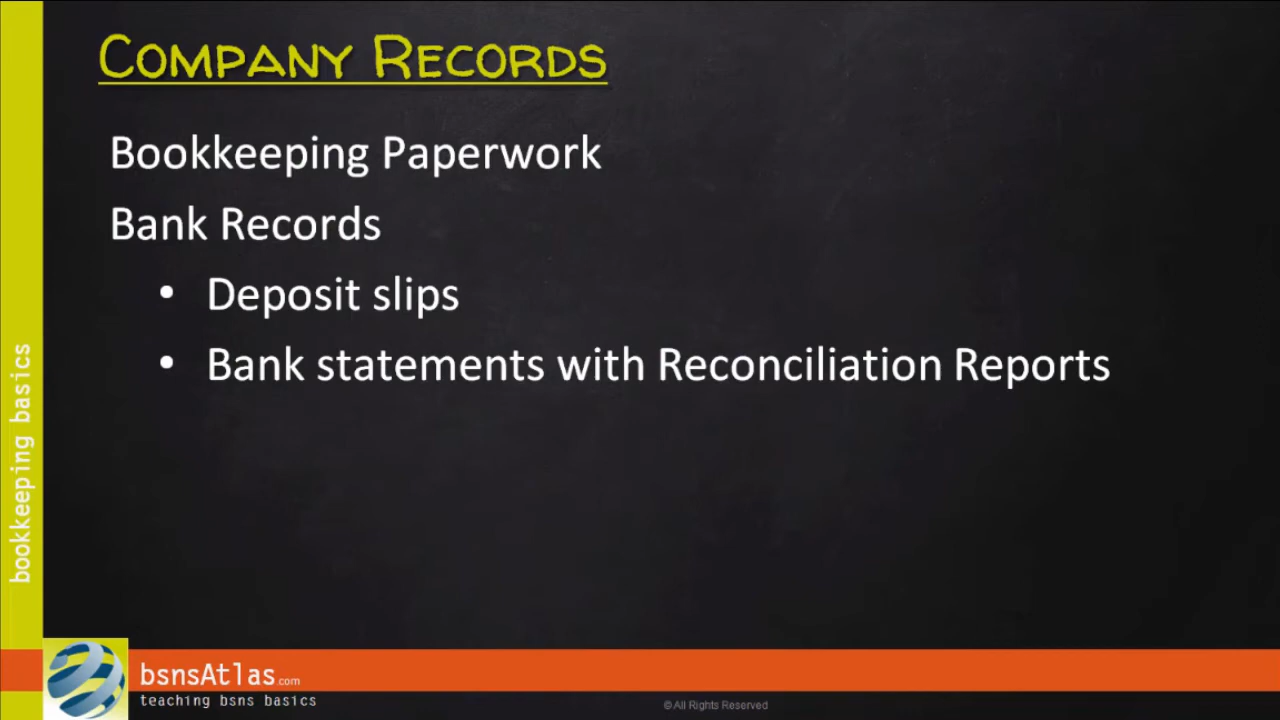 Company Records
Bookkeeping Paperwork
Bank Records
• Deposit slips
• Bank statements with Reconciliation Reports
bookkeeping basics
bsnsAtlas.com
teaching bsns basics
© All Rights Reserved